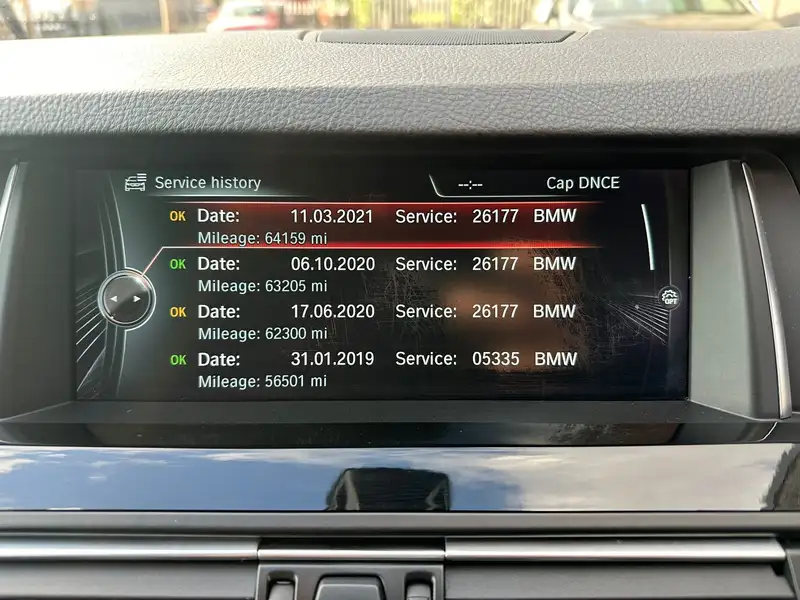 Service history --:-- Cap DNCE
OK Date: 11.03.2021 Service: 26177 BMW
Mileage: 64159 mi
OK Date: 06.10.2020 Service: 26177 BMW
Mileage: 63205 mi
OK Date: 17.06.2020 Service: 26177 BMW
Mileage: 62300 mi
OK Date: 31.01.2019 Service: 05335 BMW
Mileage: 56501 mi
OPT